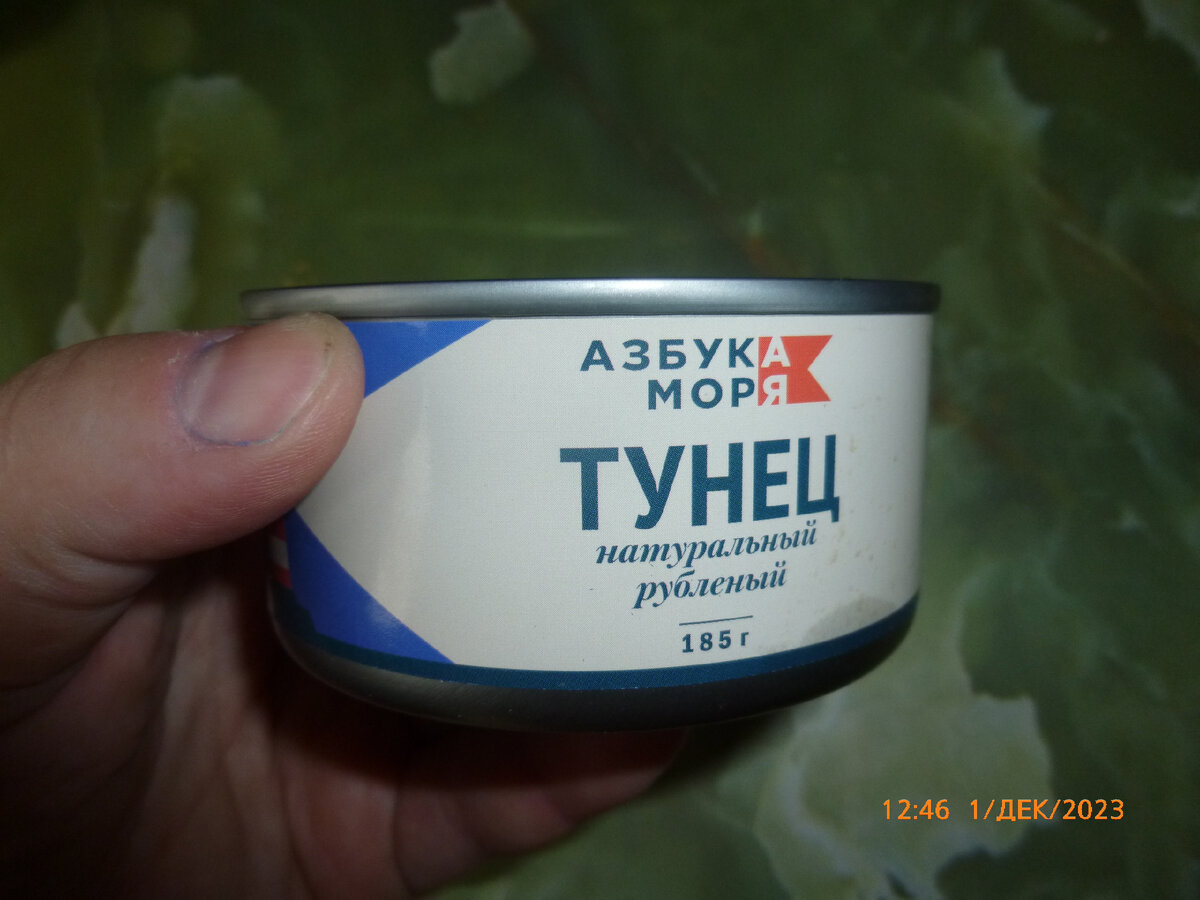 АЗБУКА
МОРЯ
ТУНЕЦ
натуральный
рубленый
185 г
12:46 1/ДЕК/2023